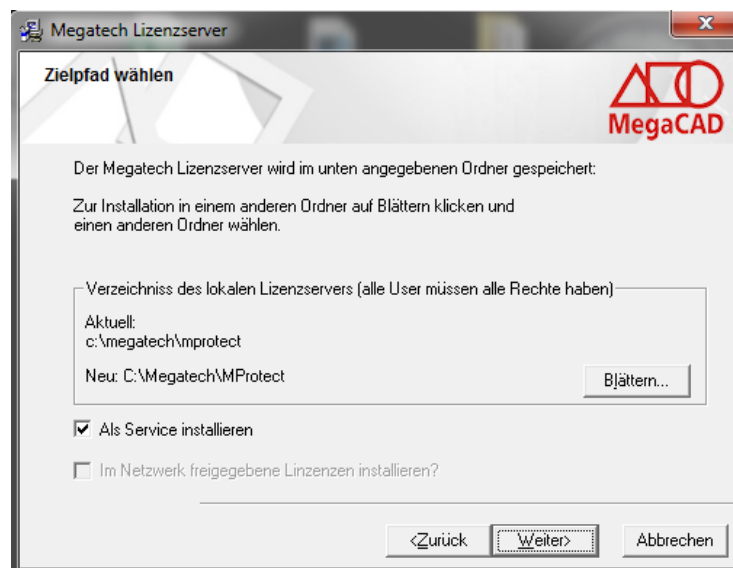 Megatech Lizenzserver
x
Zielpfad wählen
MegaCAD
Der Megatech Lizenzserver wird im unten angegebenen Ordner gespeichert:
Zur Installation in einem anderen Ordner auf Blättern klicken und
einen anderen Ordner wählen.
Verzeichniss des lokalen Lizenzservers (alle User müssen alle Rechte haben)
Aktuell:
c:\megatech\mprotect
Neu: C:\Megatech\MProtect
Blättern...
Als Service installieren
Im Netzwerk freigegebene Linzenzen installieren?
<Zurück
Weiter>
Abbrechen